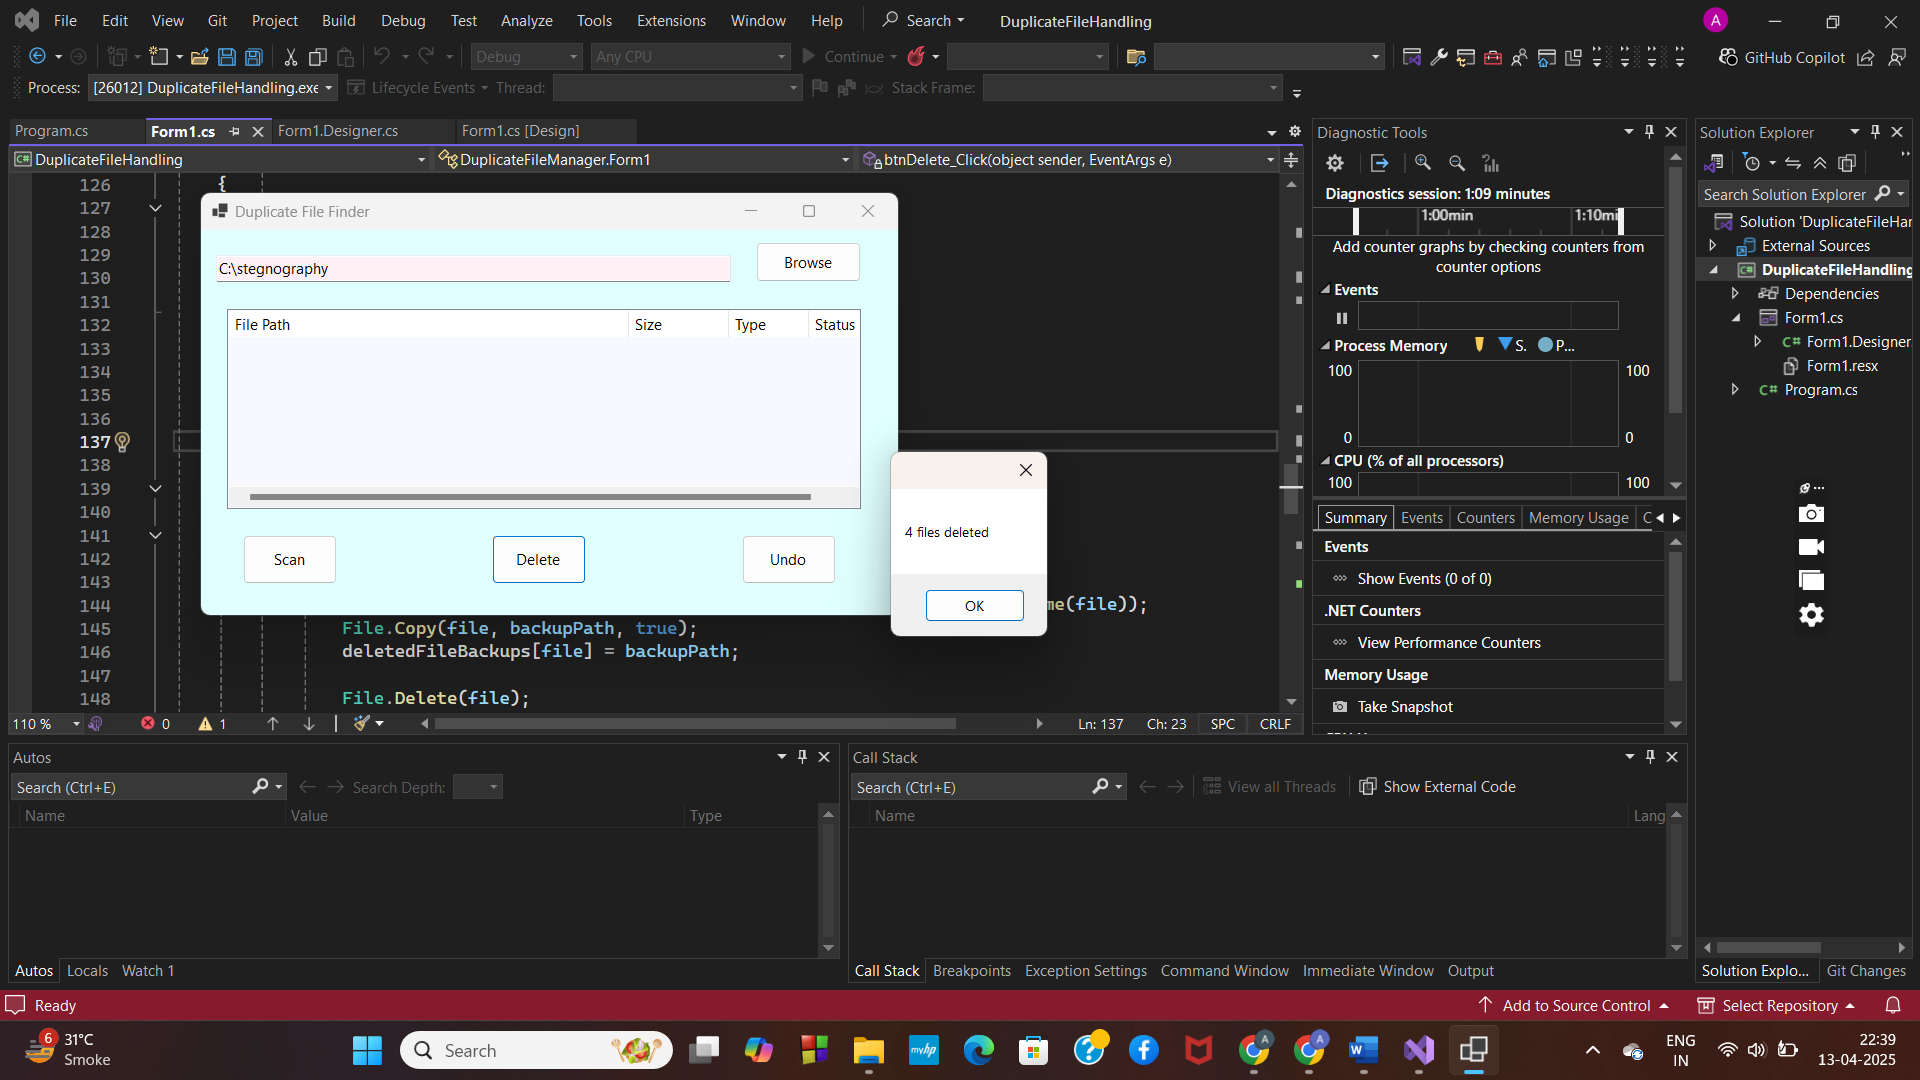 File Edit View Git Project Build Debug Test Analyze Tools Extensions Window Help Search DuplicateFileHandling A
Debug Any CPU Continue GitHub Copilot
Process: [26012] DuplicateFileHandling.exe Lifecycle Events Thread: Stack Frame:
Program.cs Form1.cs Form1.Designer.cs Form1.cs [Design]
DuplicateFileHandling DuplicateFileManager.Form1 btnDelete_Click(object sender, EventArgs e)
126 {
127
128
129
130
131
132
133
134
135
136
137
138
139
140
141
142
143
144 me(file));
145 File.Copy(file, backupPath, true);
146 deletedFileBackups[file] = backupPath;
147
148 File.Delete(file);
Duplicate File Finder
C:\stegnography Browse
File Path Size Type Status
Scan Delete Undo
4 files deleted
OK
110 % 0 1 Ln: 137 Ch: 23 SPC CRLF
Diagnostic Tools
Diagnostics session: 1:09 minutes
1:00min 1:10mi
Add counter graphs by checking counters from
counter options
Events
Process Memory S. P...
100 100
0 0
CPU (% of all processors)
100 100
Summary Events Counters Memory Usage C
Events
Show Events (0 of 0)
.NET Counters
View Performance Counters
Memory Usage
Take Snapshot
Solution Explorer
Search Solution Explorer
Solution 'DuplicateFileHar
External Sources
DuplicateFileHandling
Dependencies
Form1.cs
C# Form1.Designer.
Form1.resx
C# Program.cs
Autos
Search (Ctrl+E) Search Depth:
Name Value Type
Autos Locals Watch 1
Call Stack
Search (Ctrl+E) View all Threads Show External Code
Name Lang
Call Stack Breakpoints Exception Settings Command Window Immediate Window Output
Solution Explo... Git Changes
Ready Add to Source Control Select Repository
6 31°C
Smoke
Search
myhp
A A
ENG
IN
22:39
13-04-2025